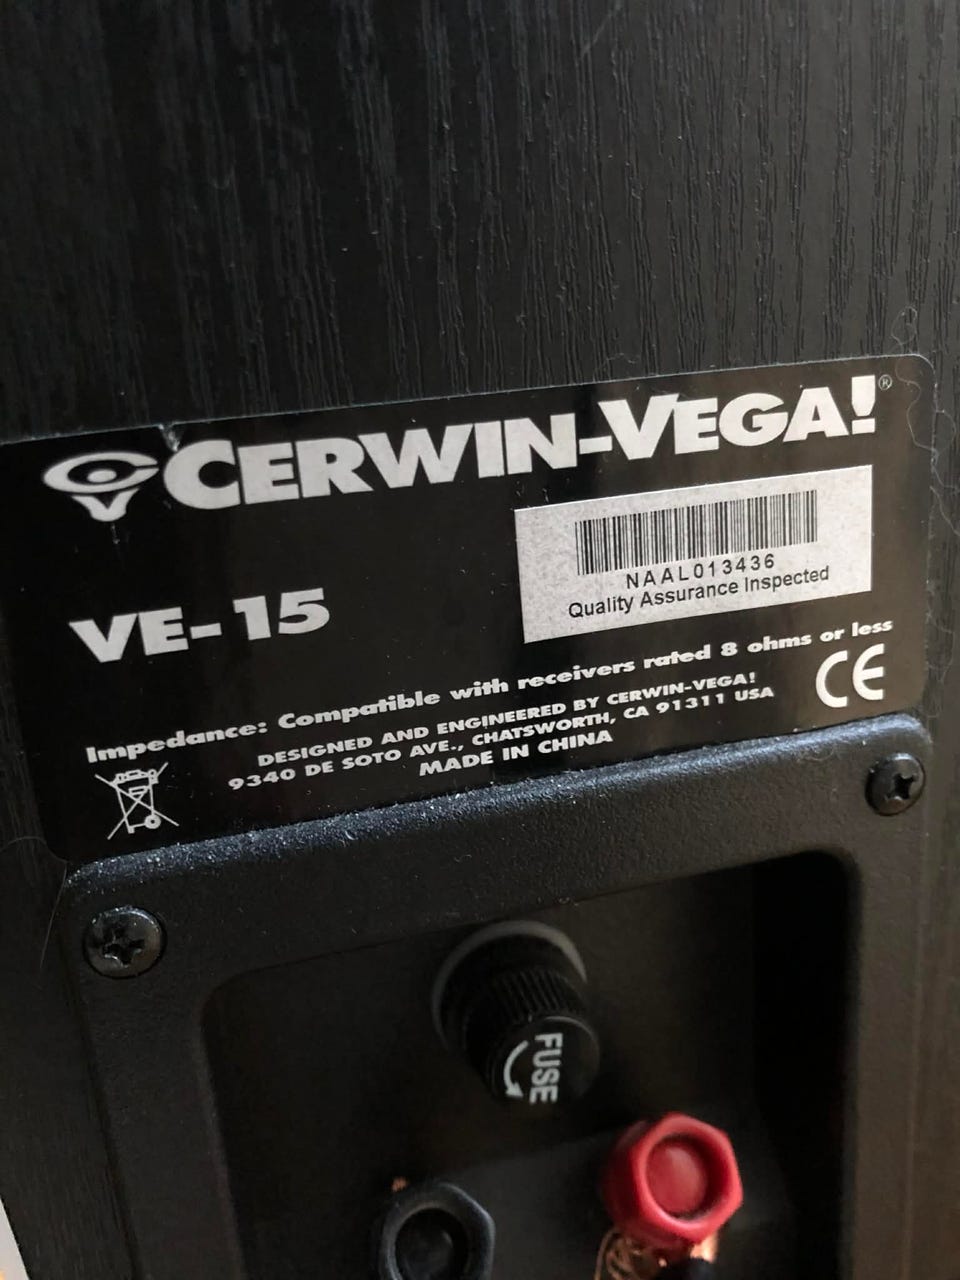 CERWIN-VEGA!®
NAAL013436
Quality Assurance Inspected
VE-15
Impedance: Compatible with receivers rated 8 ohms or less
DESIGNED AND ENGINEERED BY CERWIN-VEGA!
9340 DE SOTO AVE., CHATSWORTH, CA 91311 USA
MADE IN CHINA
CE
FUSE